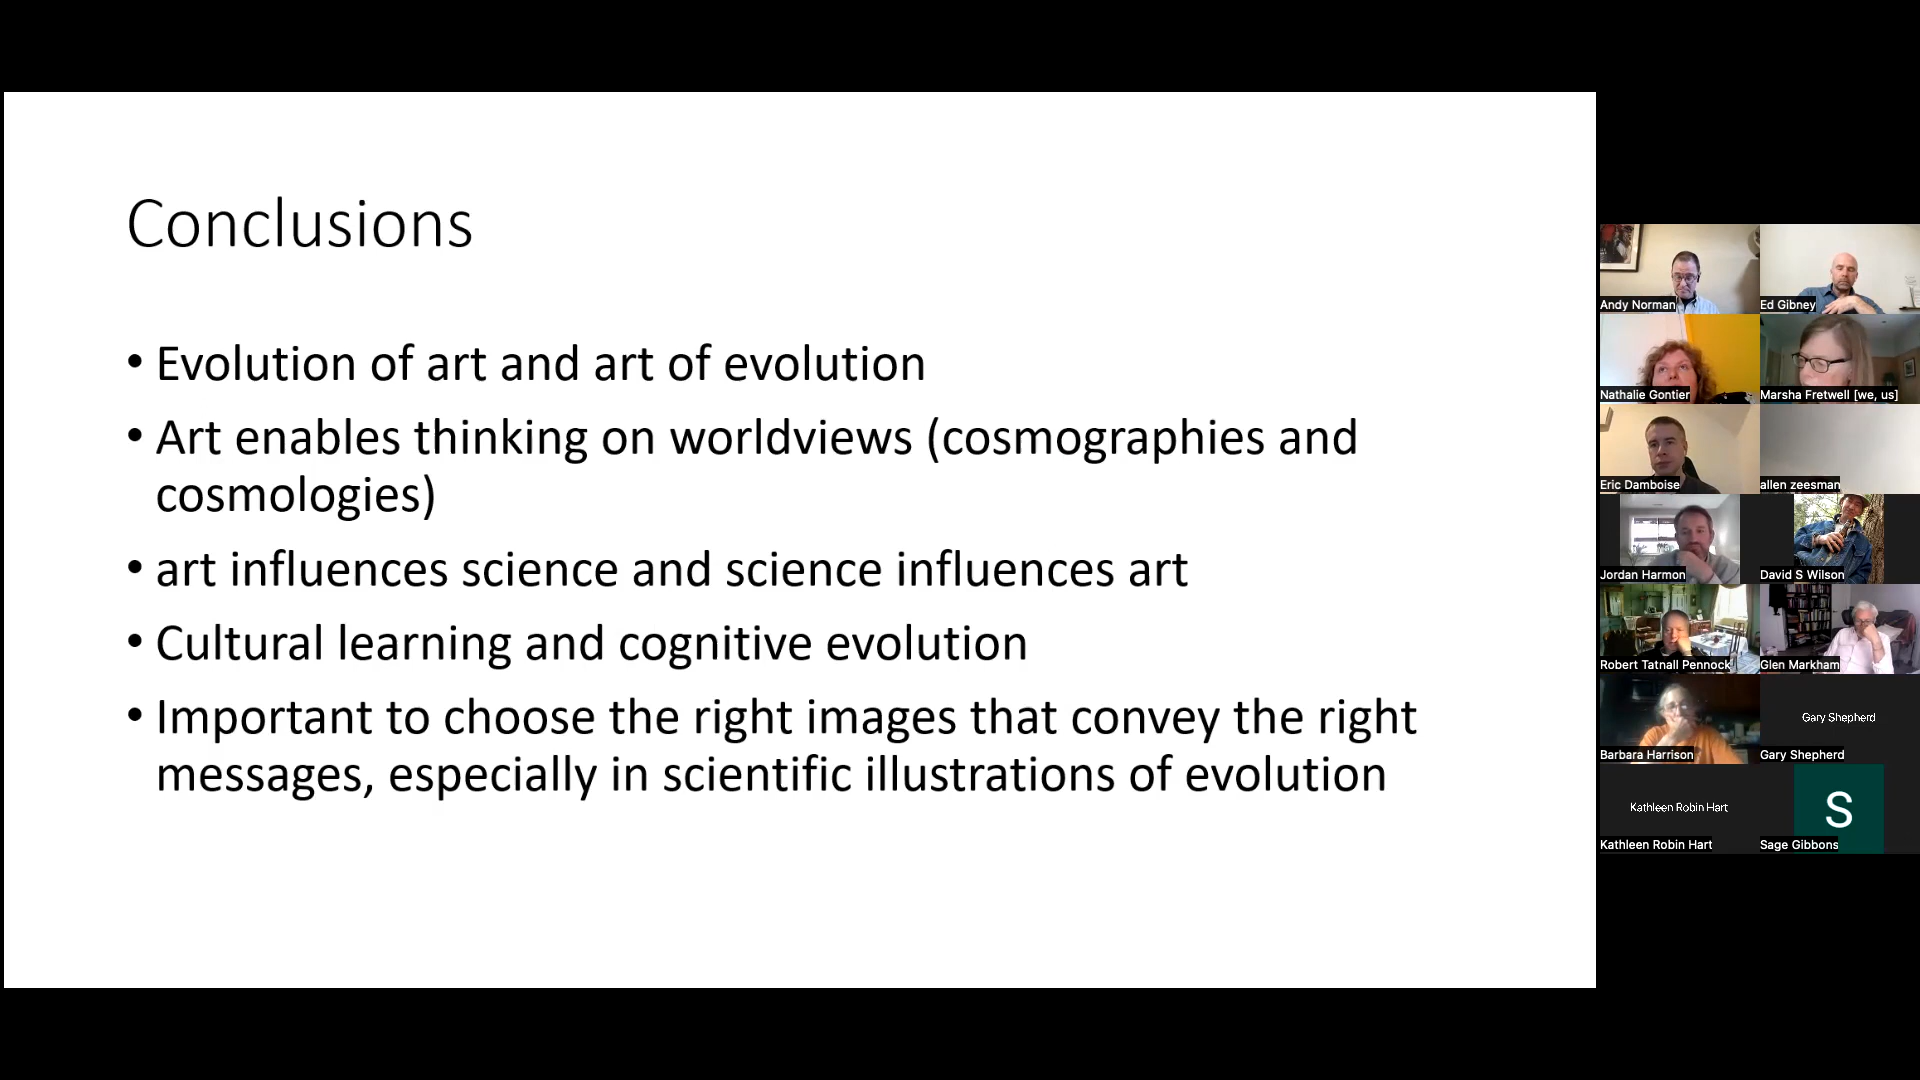 Conclusions
• Evolution of art and art of evolution
• Art enables thinking on worldviews (cosmographies and
cosmologies)
• art influences science and science influences art
• Cultural learning and cognitive evolution
• Important to choose the right images that convey the right
messages, especially in scientific illustrations of evolution
Andy Norman
Ed Gibney
Nathalie Gontier
Marsha Fretwell [we, us]
Eric Damboise
allen zeesman
Jordan Harmon
David S Wilson
Robert Tatnall Pennock
Glen Markham
Barbara Harrison
Gary Shepherd
Gary Shepherd
Kathleen Robin Hart
Kathleen Robin Hart
S
Sage Gibbons